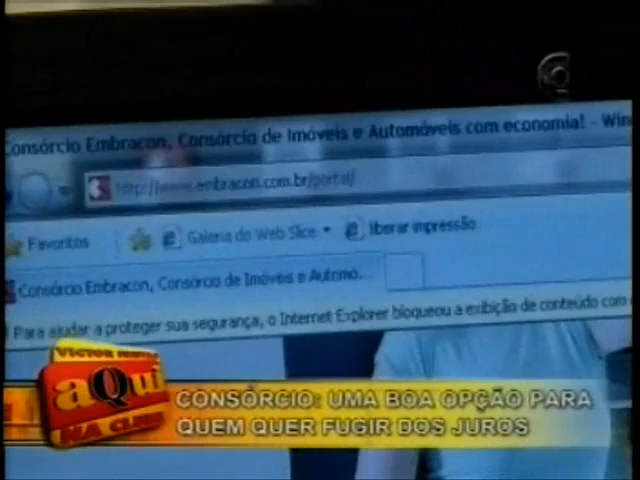 Consórcio Embracon, Consórcio de Imóveis e Automóveis com economia! - Win
http://www.embracon.com.br/portal/
Favoritos
Galeria do Web Slice
liberar impressão
Consórcio Embracon, Consórcio de Imóveis e Automó...
Para ajudar a proteger sua segurança, o Internet Explorer bloqueou a exibição de conteúdo com
VICTOR
aQui
NA CLUBE
CONSÓRCIO: UMA BOA OPÇÃO PARA
QUEM QUER FUGIR DOS JUROS